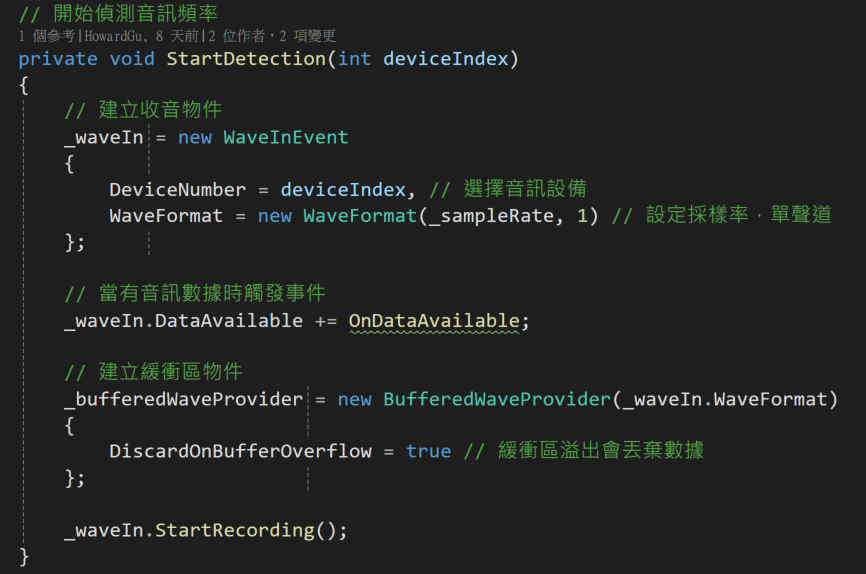 // 開始偵測音訊頻率
1 個參考|HowardGu, 8 天前|2 位作者，2 項變更
private void StartDetection(int deviceIndex)
{
// 建立收音物件
_waveIn = new WaveInEvent
{
DeviceNumber = deviceIndex, // 選擇音訊設備
WaveFormat = new WaveFormat(_sampleRate, 1) // 設定採樣率，單聲道
};
// 當有音訊數據時觸發事件
_waveIn.DataAvailable += OnDataAvailable;
// 建立緩衝區物件
_bufferedWaveProvider = new BufferedWaveProvider(_waveIn.WaveFormat)
{
DiscardOnBufferOverflow = true // 緩衝區溢出會丟棄數據
};
_waveIn.StartRecording();
}